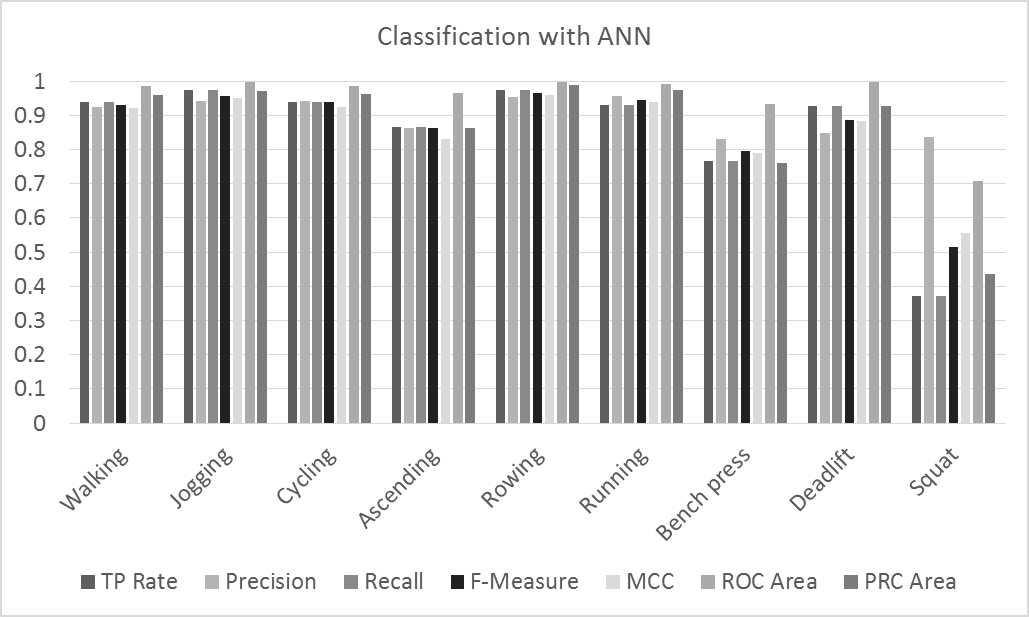 Classification with ANN
1
0.9
0.8
0.7
0.6
0.5
0.4
0.3
0.2
0.1
0
Walking
Jogging
Cycling
Ascending
Rowing
Running
Bench press
Deadlift
Squat
TP Rate Precision Recall F-Measure MCC ROC Area PRC Area